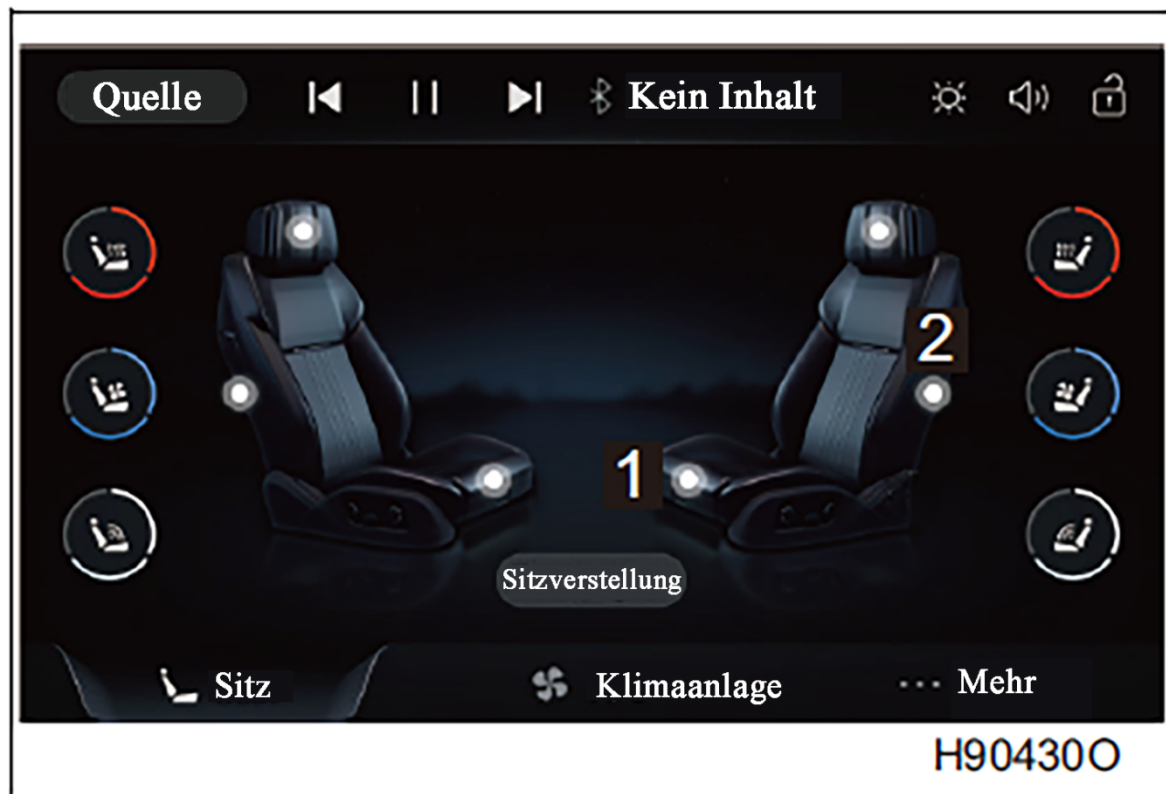 Quelle
Kein Inhalt
2
1
Sitzverstellung
Sitz
Klimaanlage
Mehr
H90430O